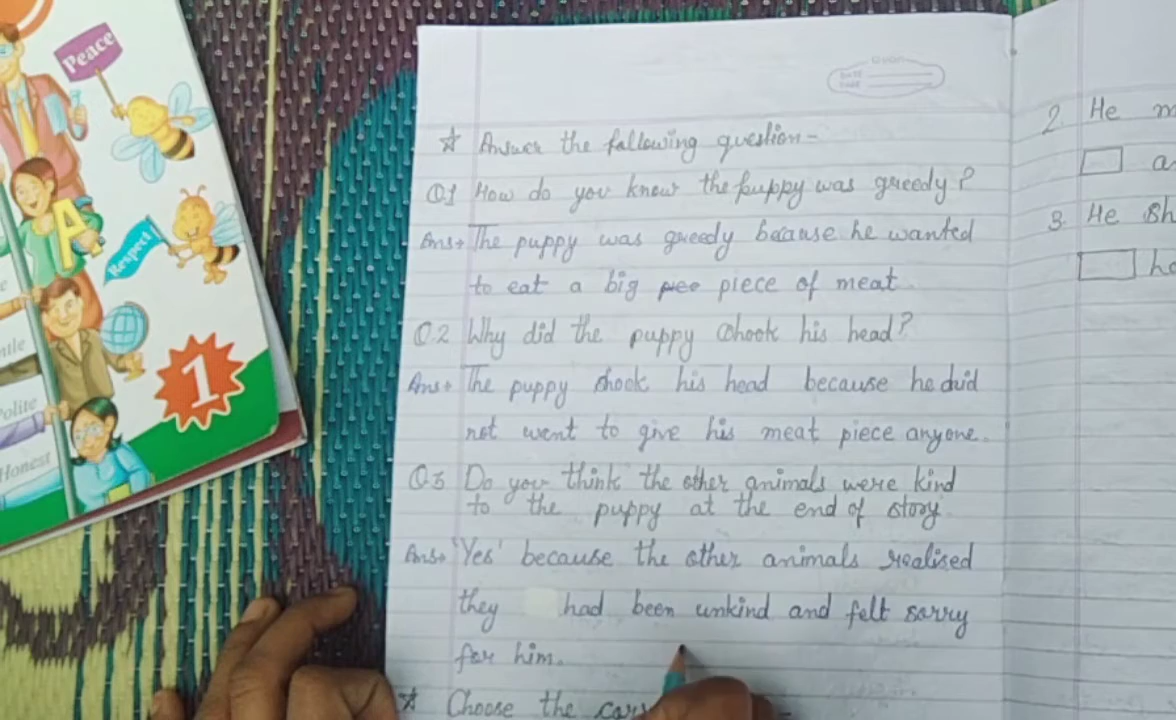 Peace
Respect
Polite
Honest
1
DATE
☆ Answer the following question-
Q.1 How do you know the puppy was greedy?
Ans→ The puppy was greedy because he wanted
to eat a big piece of meat.
Q.2 Why did the puppy shook his head?
Ans→ The puppy shook his head because he did
not went to give his meat piece anyone.
Q.3 Do you think the other animals were kind
to the puppy at the end of story
Ans→ 'Yes' because the other animals realised
they had been unkind and felt sorry
for him.
☆ Choose the
2. He
3. He